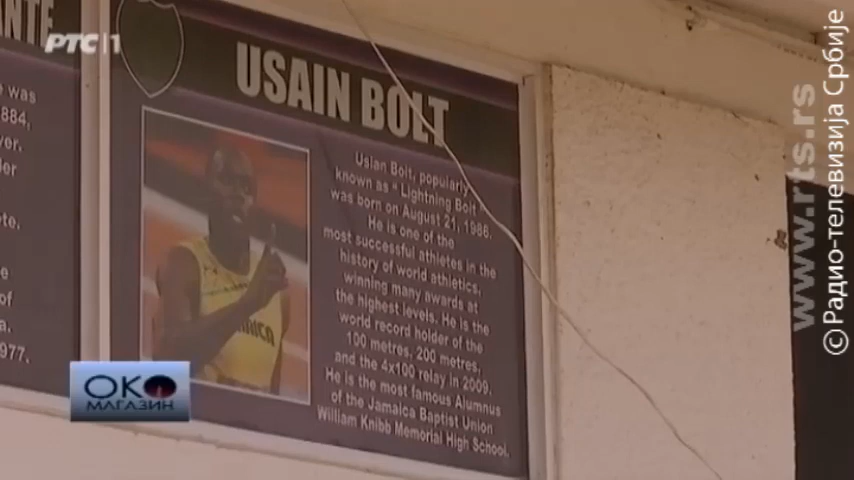 ANTE
РТС|1
e was
884,
ver.
der
yte.
e
of
a.
1977.
USAIN BOLT
Usian Bolt, popularly
known as " Lightning Bolt "
was born on August 21, 1986.
He is one of the
most successful athletes in the
history of world athletics,
winning many awards at
the highest levels. He is the
world record holder of the
100 metres, 200 metres,
and the 4x100 relay in 2009.
He is the most famous Alumnus
of the Jamaica Baptist Union
William Knibb Memorial High School.
MAICA
ОКО
МАГАЗИН
www.rts.rs
© Радио-телевизија Србије